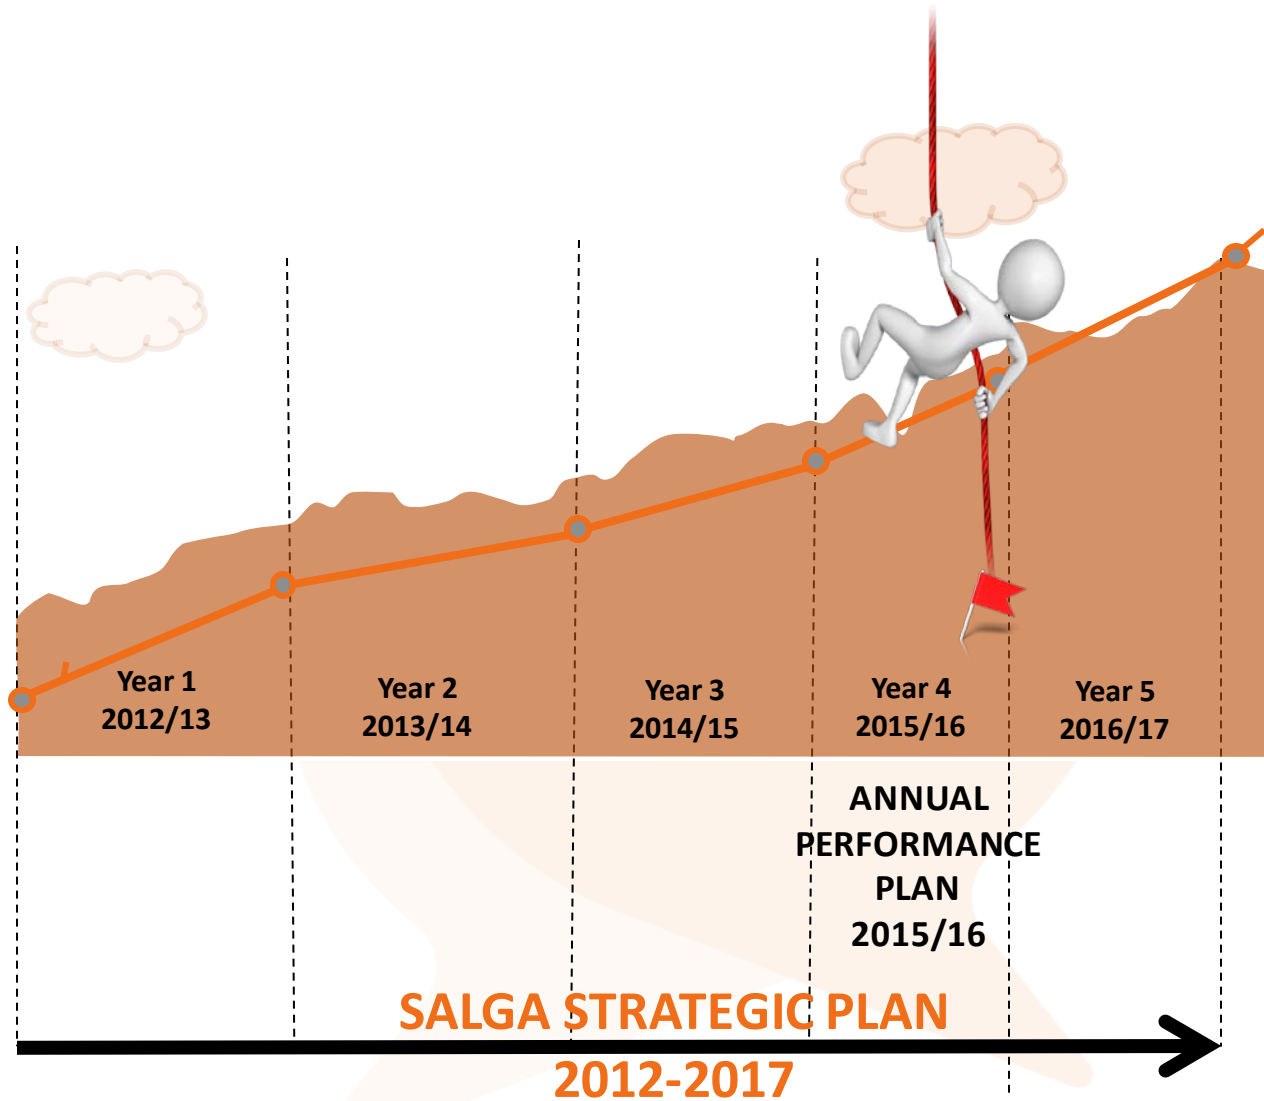 Year 1
2012/13
Year 2
2013/14
Year 3
2014/15
Year 4
2015/16
Year 5
2016/17
ANNUAL
PERFORMANCE
PLAN
2015/16
SALGA STRATEGIC PLAN
2012-2017